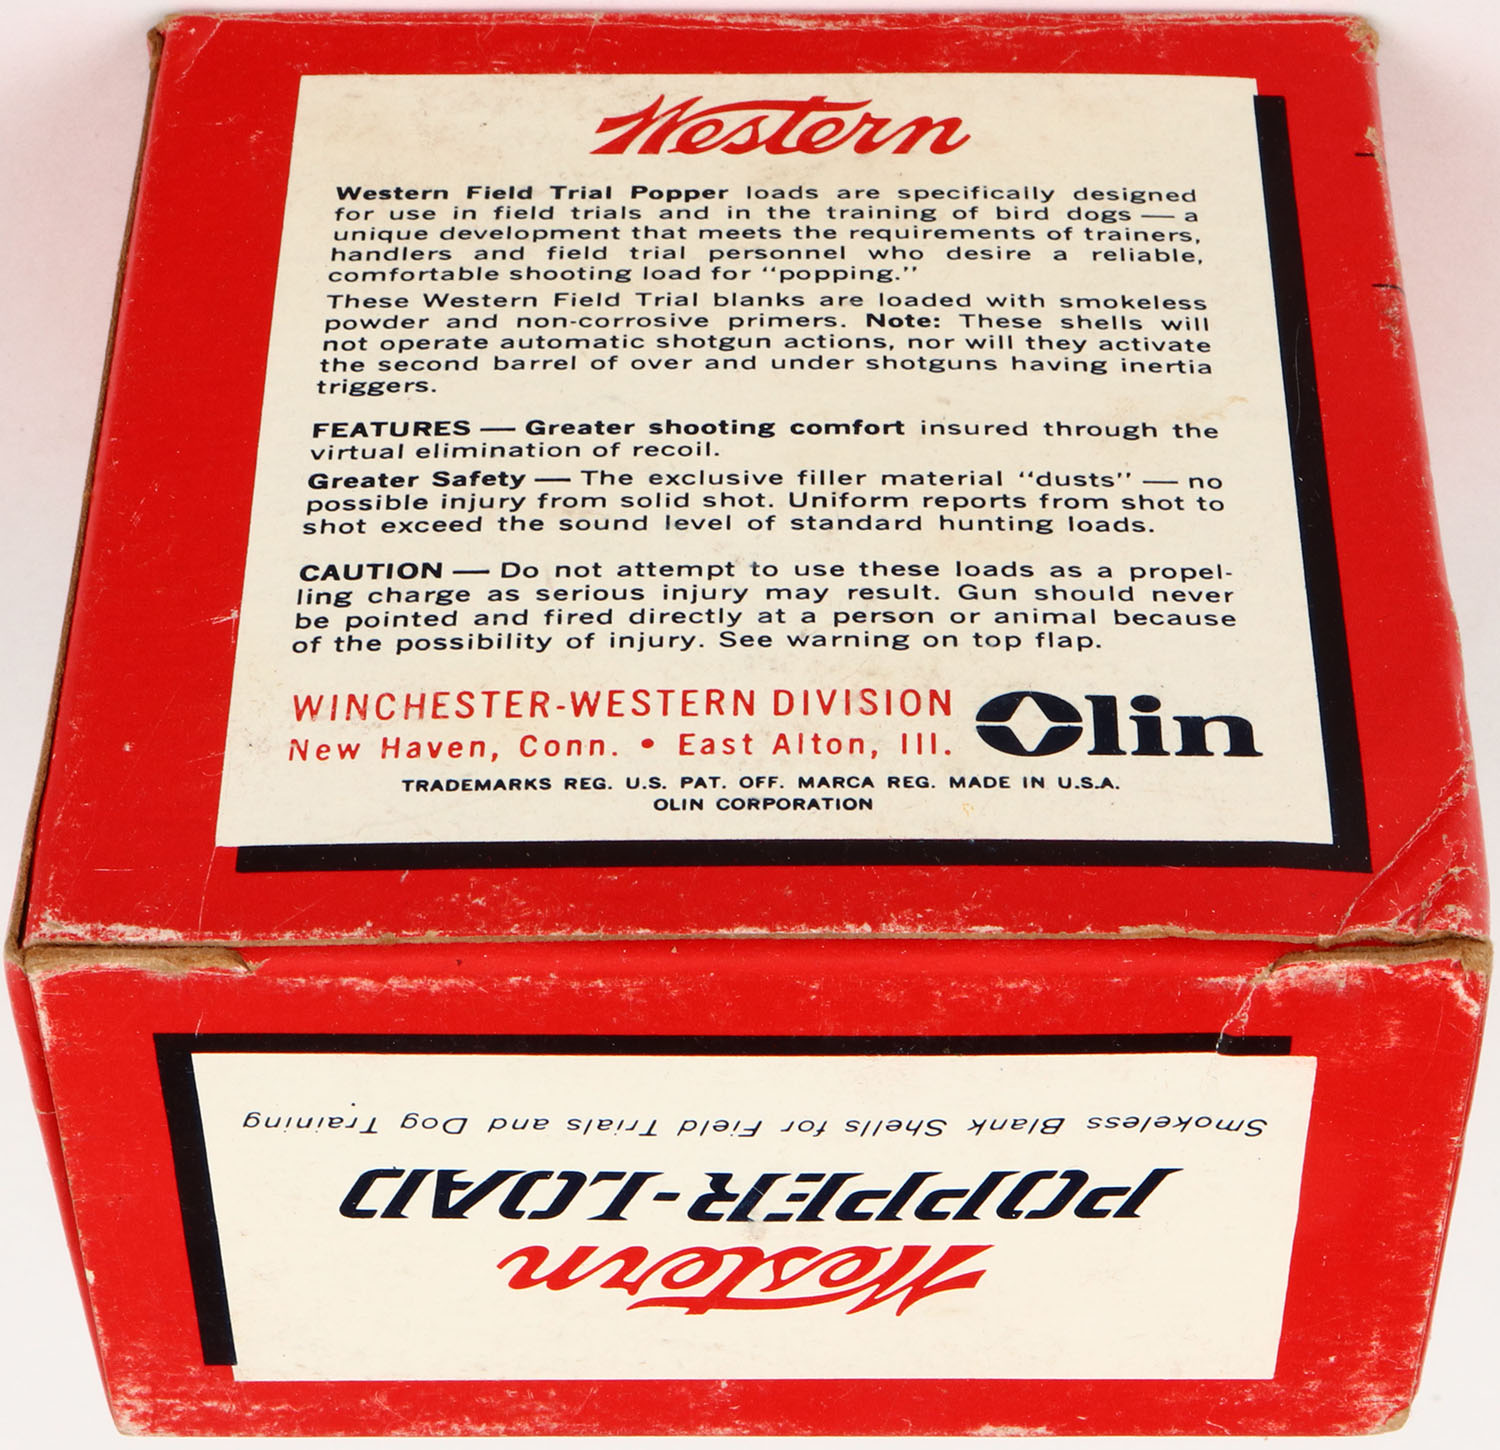 Western
Western Field Trial Popper loads are specifically designed
for use in field trials and in the training of bird dogs — a
unique development that meets the requirements of trainers,
handlers and field trial personnel who desire a reliable,
comfortable shooting load for "popping."
These Western Field Trial blanks are loaded with smokeless
powder and non-corrosive primers. Note: These shells will
not operate automatic shotgun actions, nor will they activate
the second barrel of over and under shotguns having inertia
triggers.
FEATURES — Greater shooting comfort insured through the
virtual elimination of recoil.
Greater Safety — The exclusive filler material "dusts" — no
possible injury from solid shot. Uniform reports from shot to
shot exceed the sound level of standard hunting loads.
CAUTION — Do not attempt to use these loads as a propel-
ling charge as serious injury may result. Gun should never
be pointed and fired directly at a person or animal because
of the possibility of injury. See warning on top flap.
WINCHESTER-WESTERN DIVISION
New Haven, Conn. • East Alton, Ill.
Olin
TRADEMARKS REG. U.S. PAT. OFF. MARCA REG. MADE IN U.S.A.
OLIN CORPORATION
Western
POPPER-LOAD
Smokeless Blank Shells for Field Trials and Dog Training